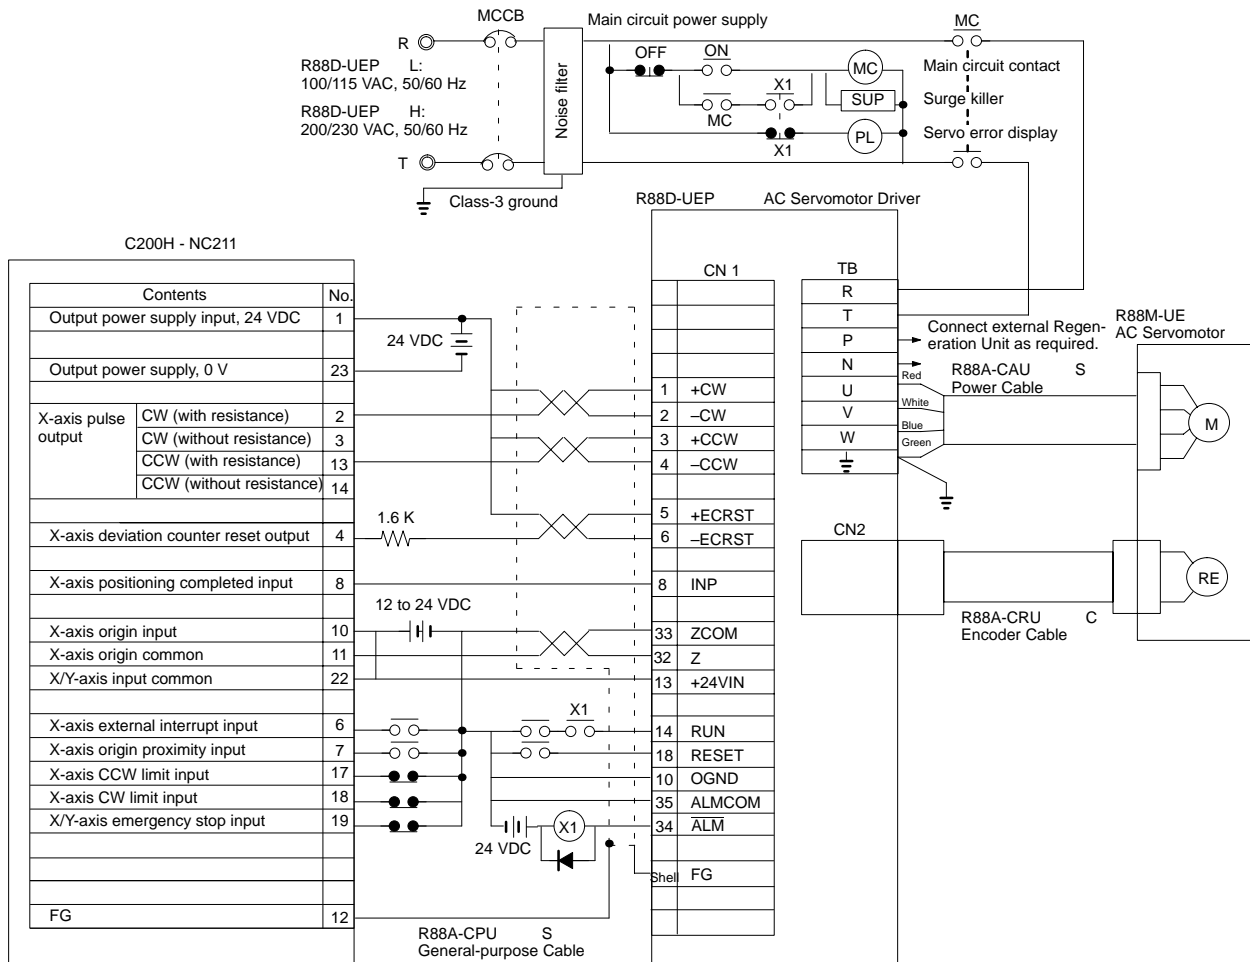 MCCB
Main circuit power supply
MC
R
OFF
ON
R88D-UEP L:
100/115 VAC, 50/60 Hz
Noise filter
MC
Main circuit contact
X1
SUP
Surge killer
R88D-UEP H:
200/230 VAC, 50/60 Hz
MC
PL
Servo error display
X1
T
Class-3 ground
R88D-UEP
AC Servomotor Driver
C200H - NC211
CN 1
TB
Contents No.
Output power supply input, 24 VDC 1
Output power supply, 0 V 23
X-axis pulse
output
CW (with resistance) 2
CW (without resistance) 3
CCW (with resistance) 13
CCW (without resistance) 14
X-axis deviation counter reset output 4
X-axis positioning completed input 8
X-axis origin input 10
X-axis origin common 11
X/Y-axis input common 22
X-axis external interrupt input 6
X-axis origin proximity input 7
X-axis CCW limit input 17
X-axis CW limit input 18
X/Y-axis emergency stop input 19
FG 12
24 VDC
1.6 K
12 to 24 VDC
X1
X1
24 VDC
R88A-CPU S
General-purpose Cable
1 +CW
2 –CW
3 +CCW
4 –CCW
5 +ECRST
6 –ECRST
8 INP
33 ZCOM
32 Z
13 +24VIN
14 RUN
18 RESET
10 OGND
35 ALMCOM
34 ALM
Shell FG
R
T
P
N
U
V
W
Connect external Regen-
eration Unit as required.
Red
White
Blue
Green
R88A-CAU S
Power Cable
R88M-UE
AC Servomotor
M
CN2
RE
R88A-CRU C
Encoder Cable